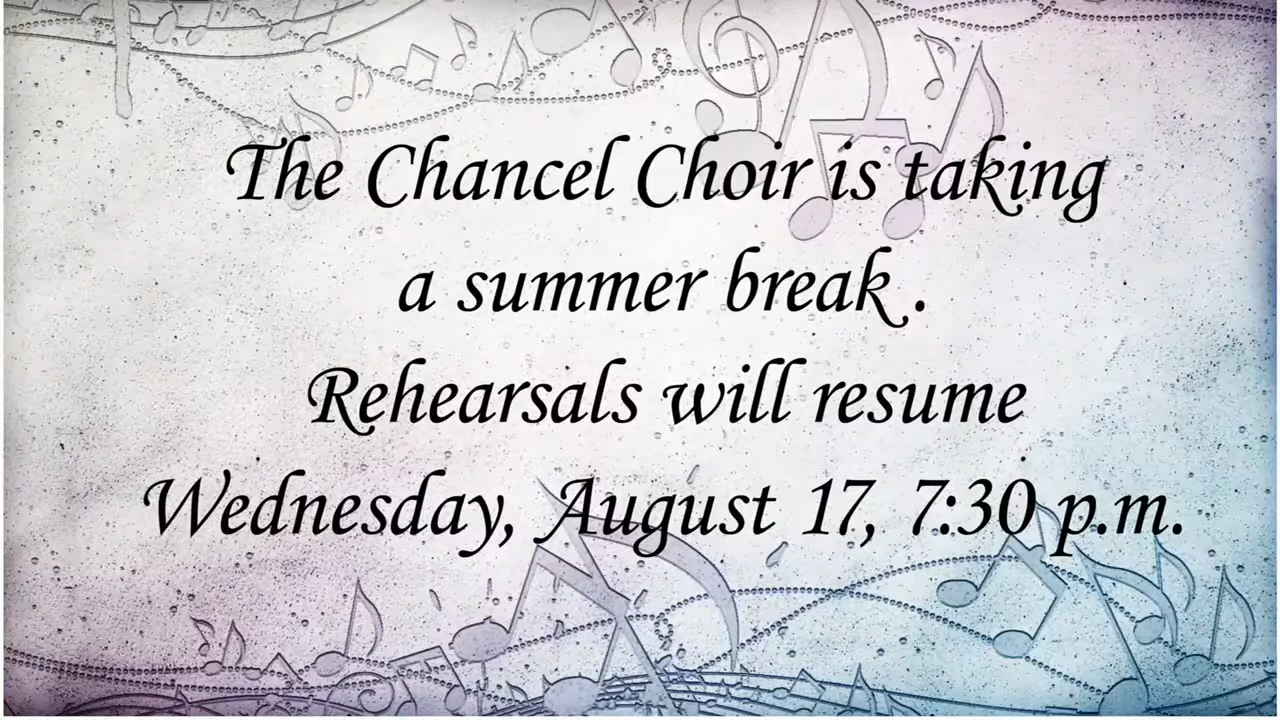 The Chancel Choir is taking
a summer break .
Rehearsals will resume
Wednesday, August 17, 7:30 p.m.